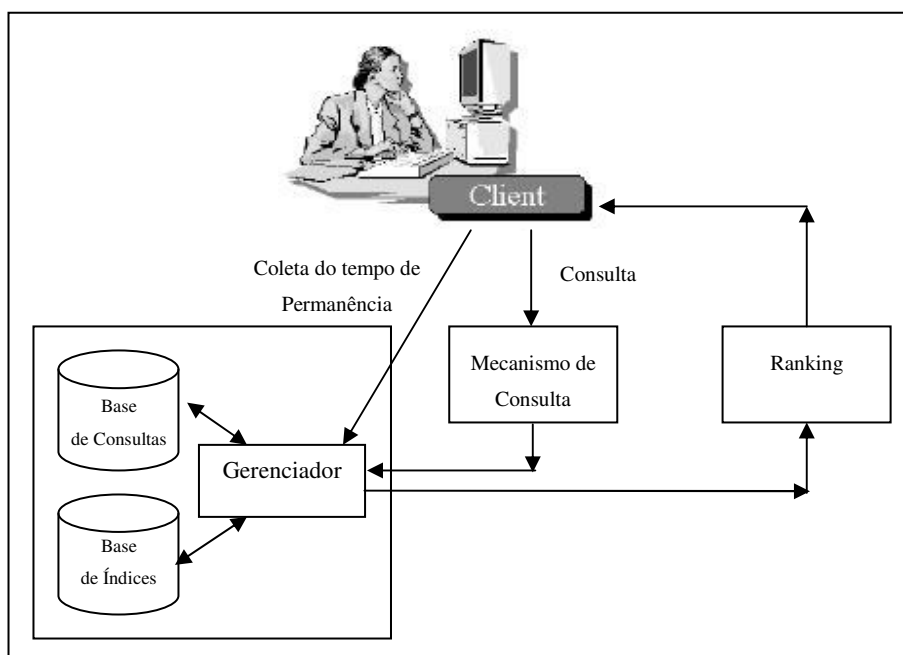 Client
Coleta do tempo de
Permanência
Consulta
Mecanismo de
Consulta
Ranking
Base
de Consultas
Gerenciador
Base
de Índices